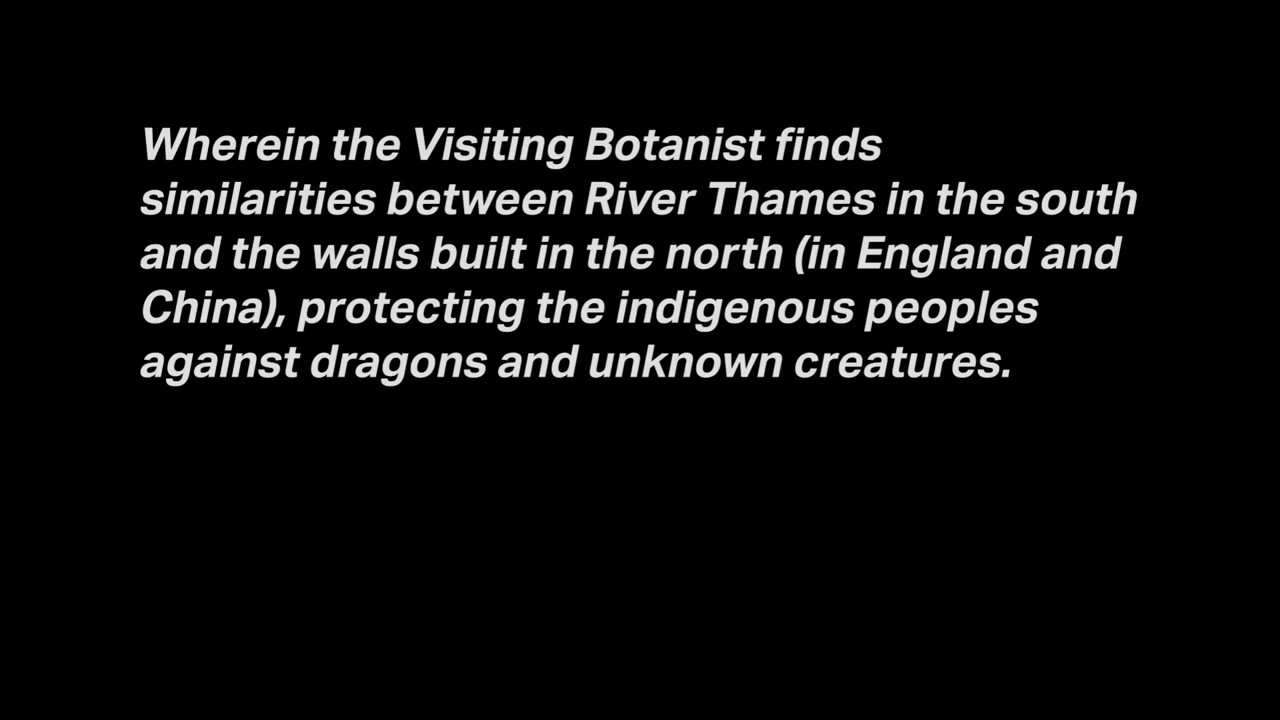 Wherein the Visiting Botanist finds
similarities between River Thames in the south
and the walls built in the north (in England and
China), protecting the indigenous peoples
against dragons and unknown creatures.